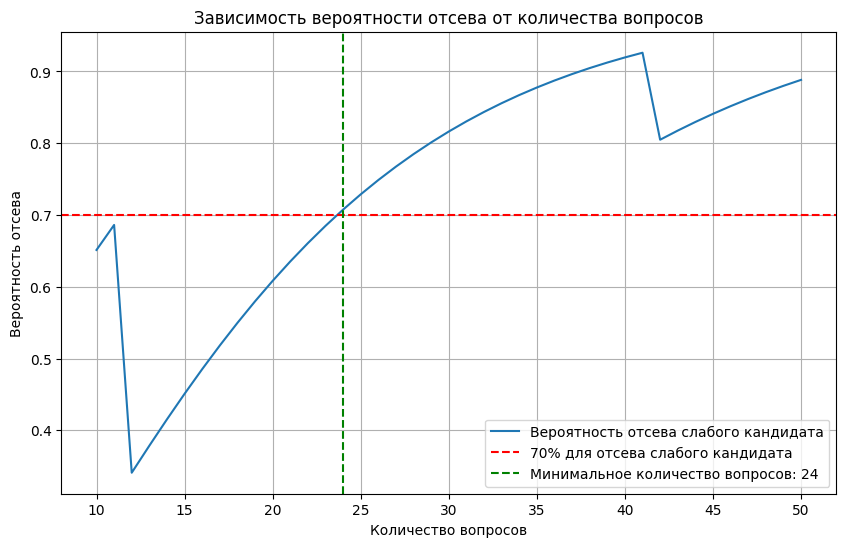 Зависимость вероятности отсева от количества вопросов
Вероятность отсева
0.9
0.8
0.7
0.6
0.5
0.4
10 15 20 25 30 35 40 45 50
Количество вопросов
Вероятность отсева слабого кандидата
70% для отсева слабого кандидата
Минимальное количество вопросов: 24